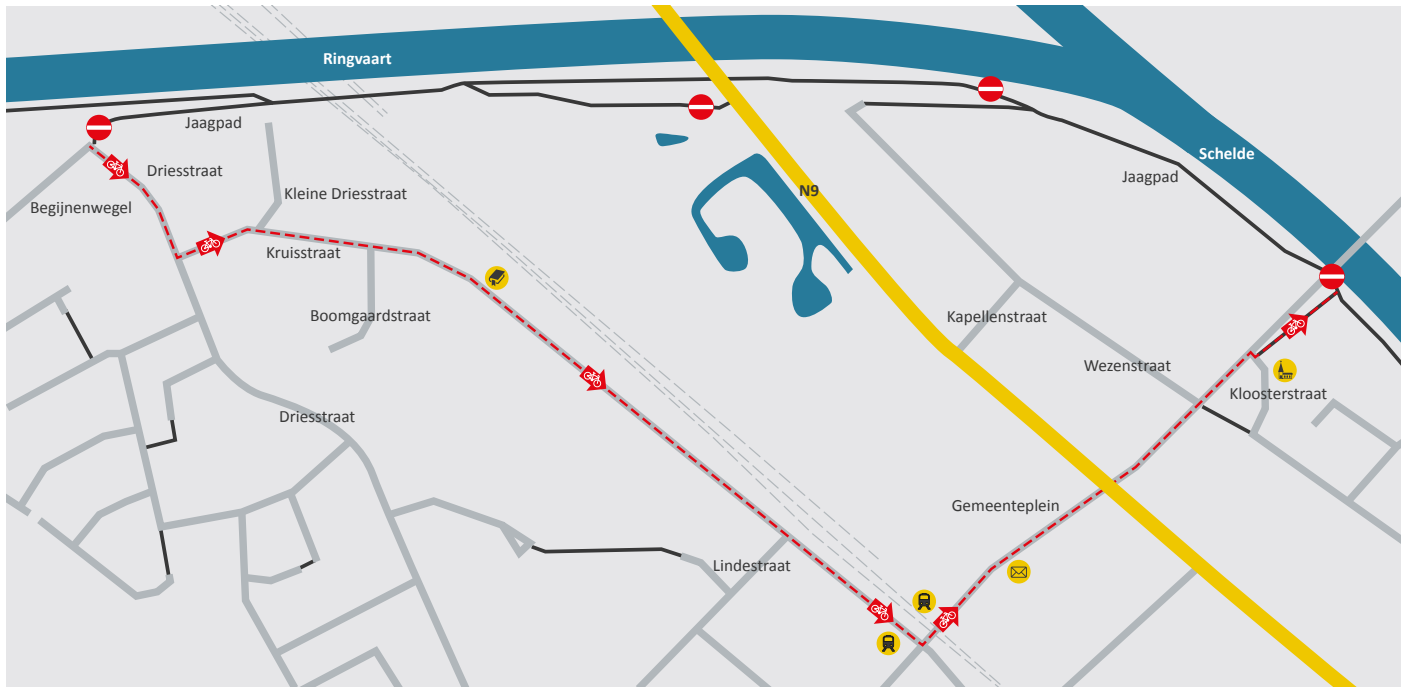 Ringvaart
Jaagpad
Schelde
Driesstraat
Jaagpad
N9
Kleine Driesstraat
Begijnenwegel
Kruisstraat
Boomgaardstraat
Kapellenstraat
Wezenstraat
Kloosterstraat
Driesstraat
Gemeenteplein
Lindestraat